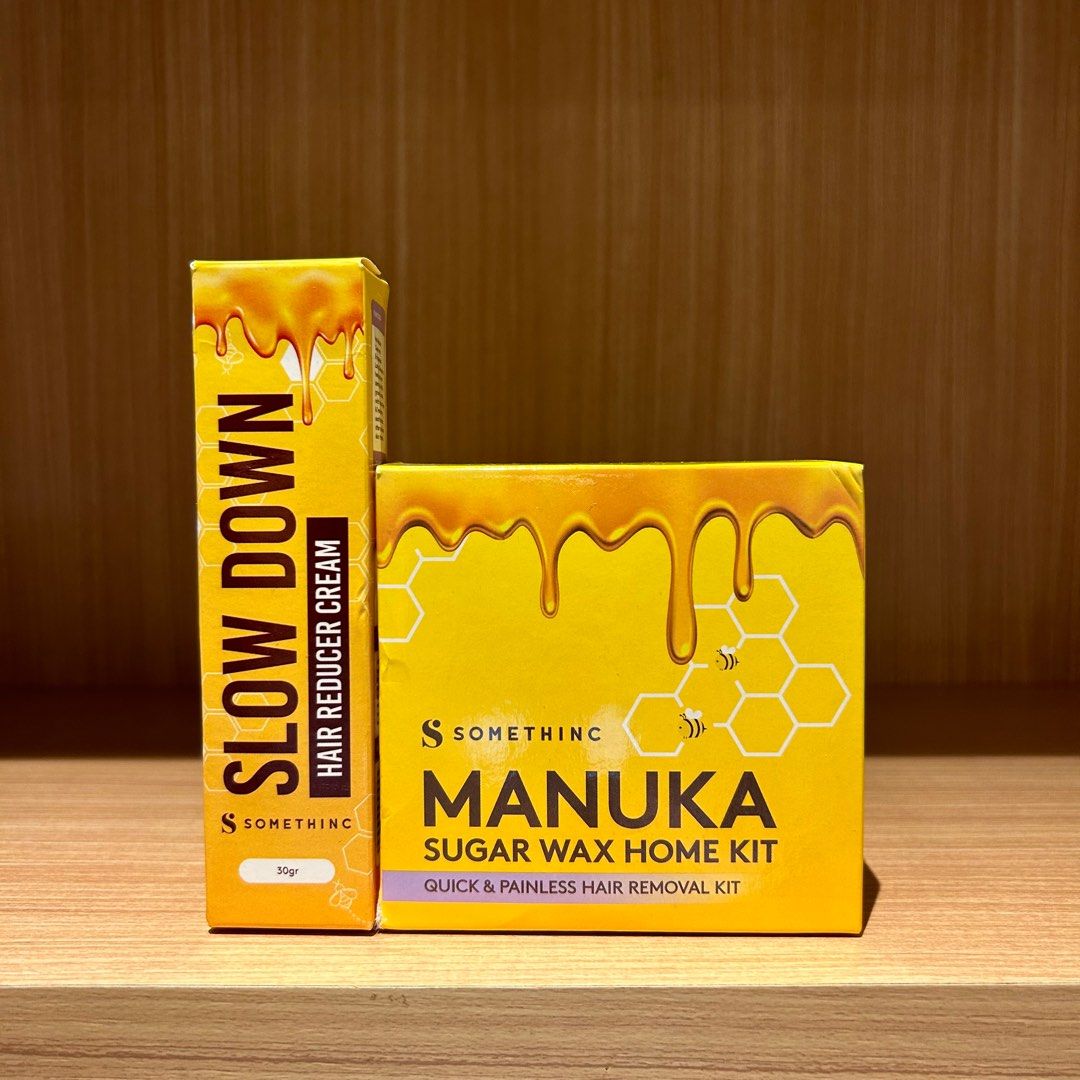 SLOW DOWN
HAIR REDUCER CREAM
SOMETHINC
30gr
SOMETHINC
MANUKA
SUGAR WAX HOME KIT
QUICK & PAINLESS HAIR REMOVAL KIT